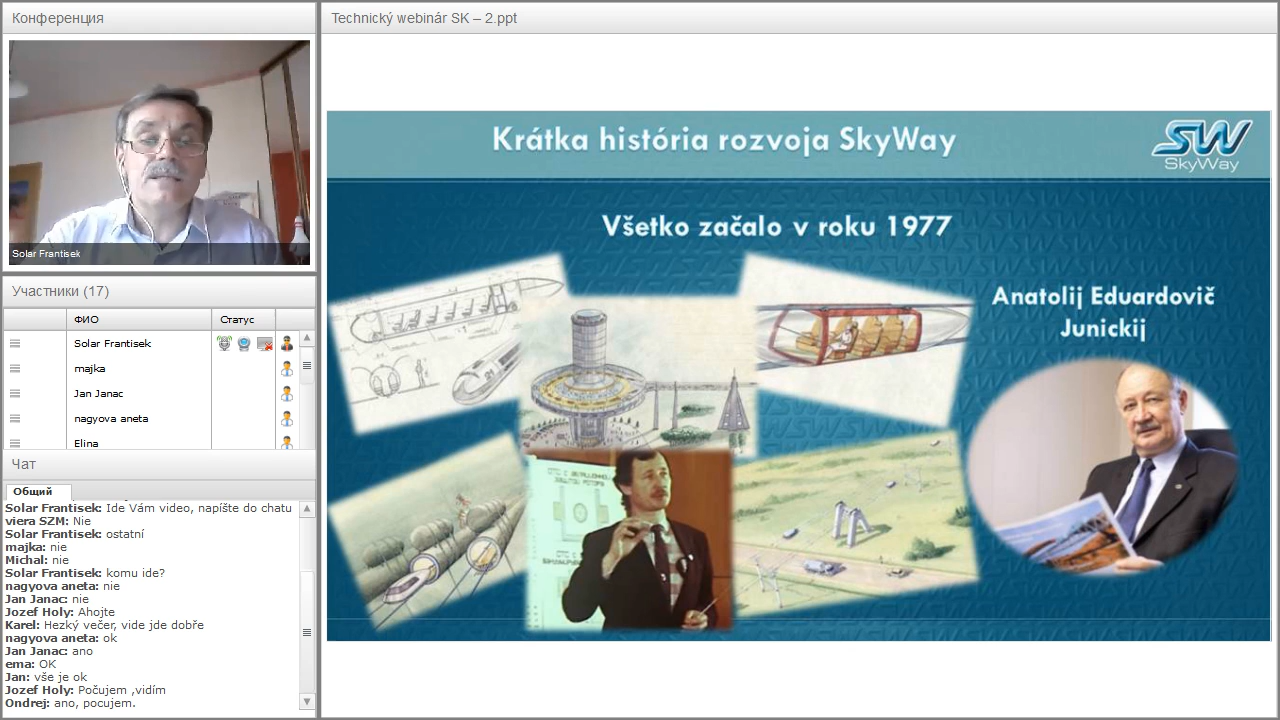 Конференция
Solar Frantisek
Участники (17)
ФИО
Статус
Solar Frantisek
majka
Jan Janac
nagyova aneta
Elina
Чат
Общий
Solar Frantisek: Ide Vám video, napíšte do chatu
viera SZM: Nie
Solar Frantisek: ostatní
majka: nie
Michal: nie
Solar Frantisek: komu ide?
nagyova aneta: nie
Jan Janac: nie
Jozef Holy: Ahojte
Karel: Hezký večer, vide jde dobře
nagyova aneta: ok
Jan Janac: ano
ema: OK
Jan: vše je ok
Jozef Holy: Počujem ,vidím
Ondrej: ano, pocujem.
Technický webinár SK – 2.ppt
Krátka história rozvoja SkyWay
SW
SkyWay
Všetko začalo v roku 1977
Anatolij Eduardovič
Junickij